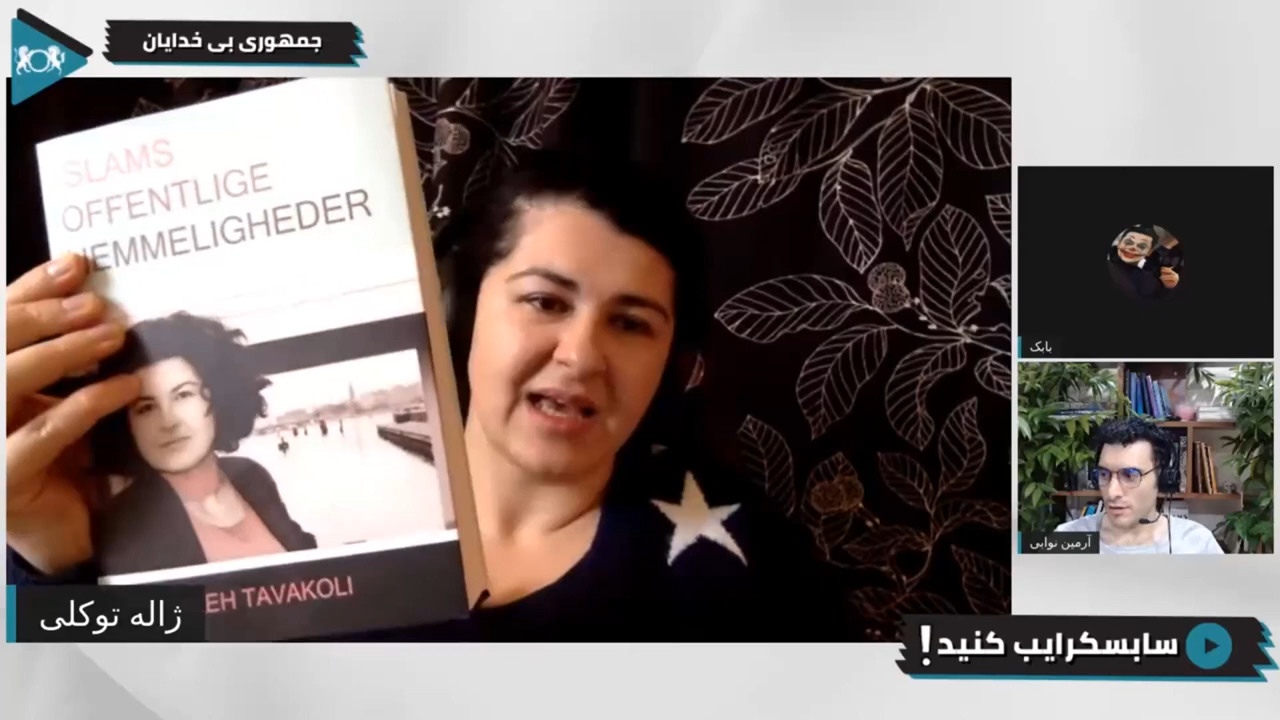 جمهوری بی خدایان
SLAMS
OFFENTLIGE
HEMMELIGHEDER
EH TAVAKOLI
ژاله توکلی
بابک
آرمین نوابی
سابسکرایب کنید!